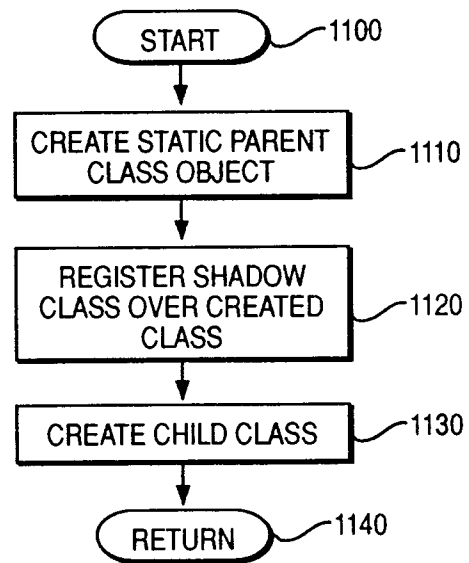 START
1100
CREATE STATIC PARENT
CLASS OBJECT
1110
REGISTER SHADOW
CLASS OVER CREATED
CLASS
1120
CREATE CHILD CLASS
1130
RETURN
1140